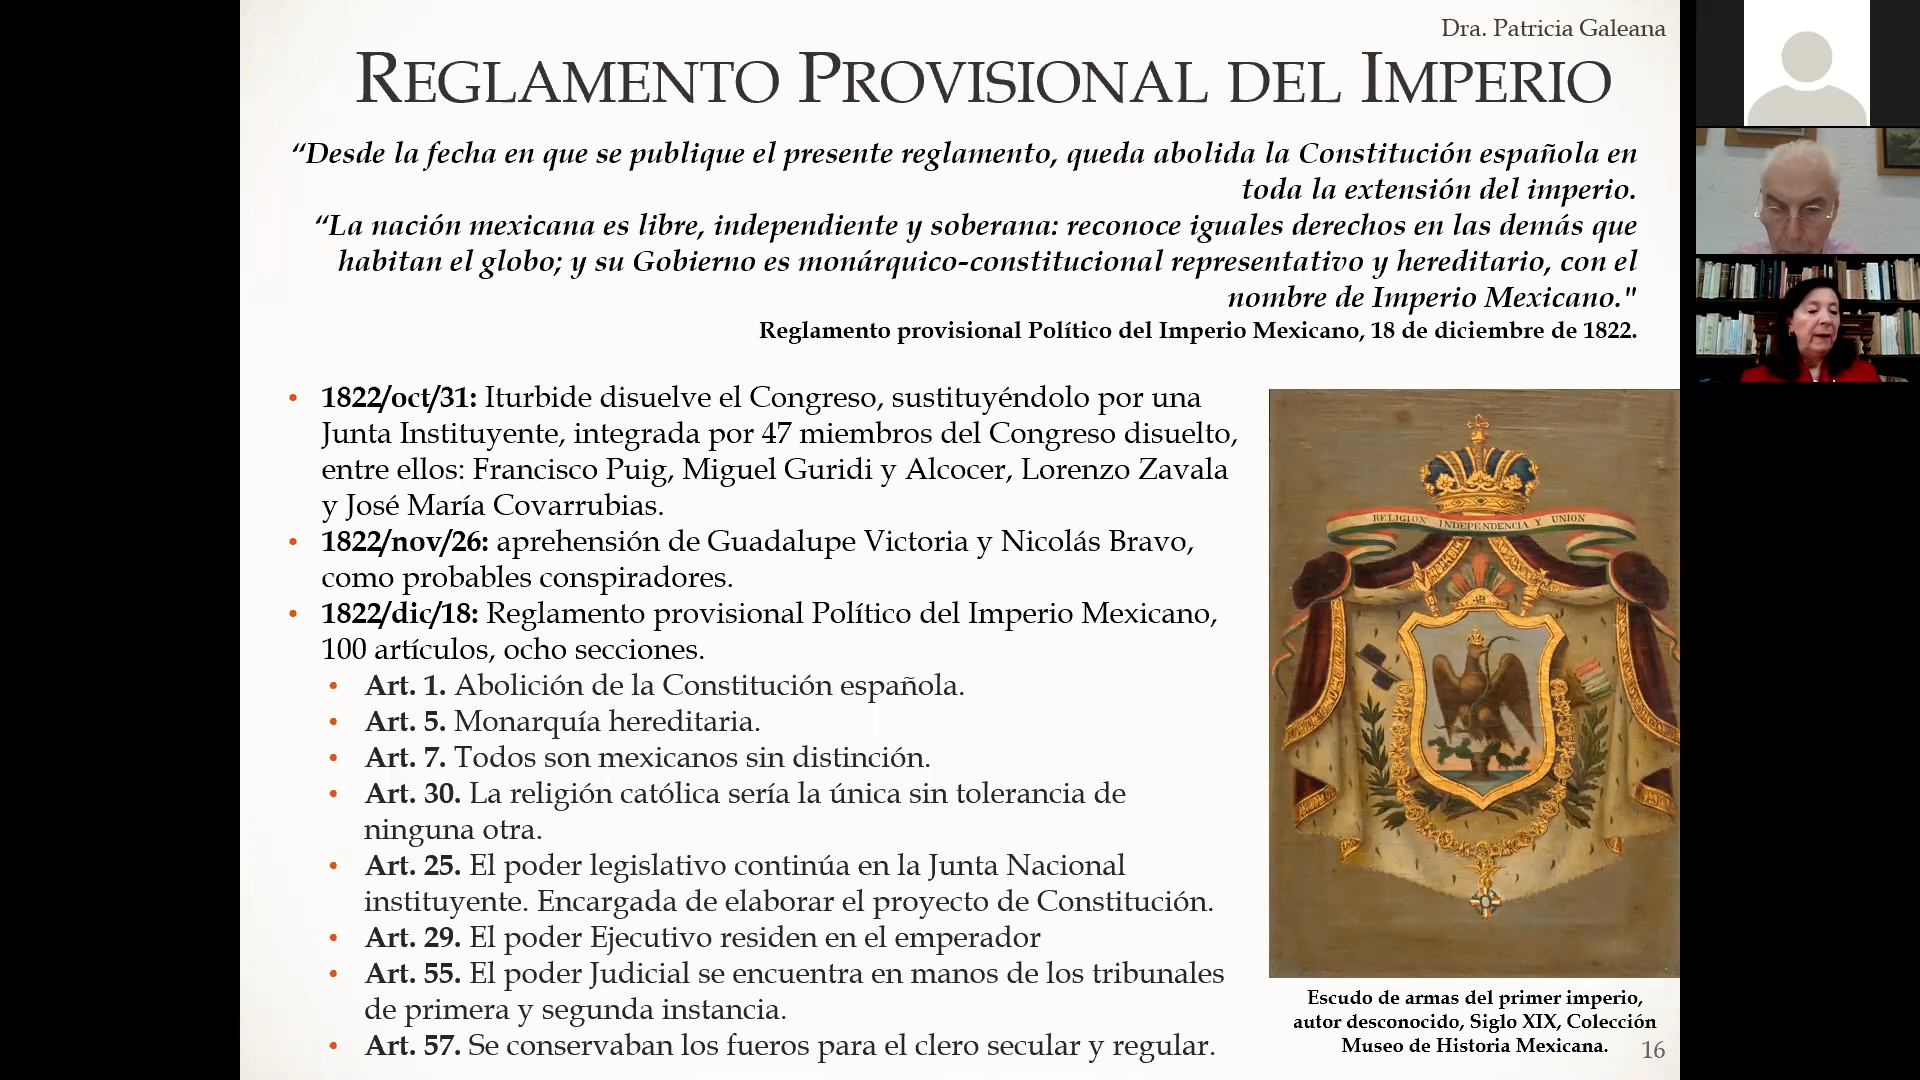 Dra. Patricia Galeana
REGLAMENTO PROVISIONAL DEL IMPERIO
“Desde la fecha en que se publique el presente reglamento, queda abolida la Constitución española en
toda la extensión del imperio.
“La nación mexicana es libre, independiente y soberana: reconoce iguales derechos en las demás que
habitan el globo; y su Gobierno es monárquico-constitucional representativo y hereditario, con el
nombre de Imperio Mexicano."
Reglamento provisional Político del Imperio Mexicano, 18 de diciembre de 1822.
• 1822/oct/31: Iturbide disuelve el Congreso, sustituyéndolo por una
Junta Instituyente, integrada por 47 miembros del Congreso disuelto,
entre ellos: Francisco Puig, Miguel Guridi y Alcocer, Lorenzo Zavala
y José María Covarrubias.
• 1822/nov/26: aprehensión de Guadalupe Victoria y Nicolás Bravo,
como probables conspiradores.
• 1822/dic/18: Reglamento provisional Político del Imperio Mexicano,
100 artículos, ocho secciones.
• Art. 1. Abolición de la Constitución española.
• Art. 5. Monarquía hereditaria.
• Art. 7. Todos son mexicanos sin distinción.
• Art. 30. La religión católica sería la única sin tolerancia de
ninguna otra.
• Art. 25. El poder legislativo continúa en la Junta Nacional
instituyente. Encargada de elaborar el proyecto de Constitución.
• Art. 29. El poder Ejecutivo residen en el emperador
• Art. 55. El poder Judicial se encuentra en manos de los tribunales
de primera y segunda instancia.
• Art. 57. Se conservaban los fueros para el clero secular y regular.
RELIGION INDEPENDENCIA Y UNION
Escudo de armas del primer imperio,
autor desconocido, Siglo XIX, Colección
Museo de Historia Mexicana.
16